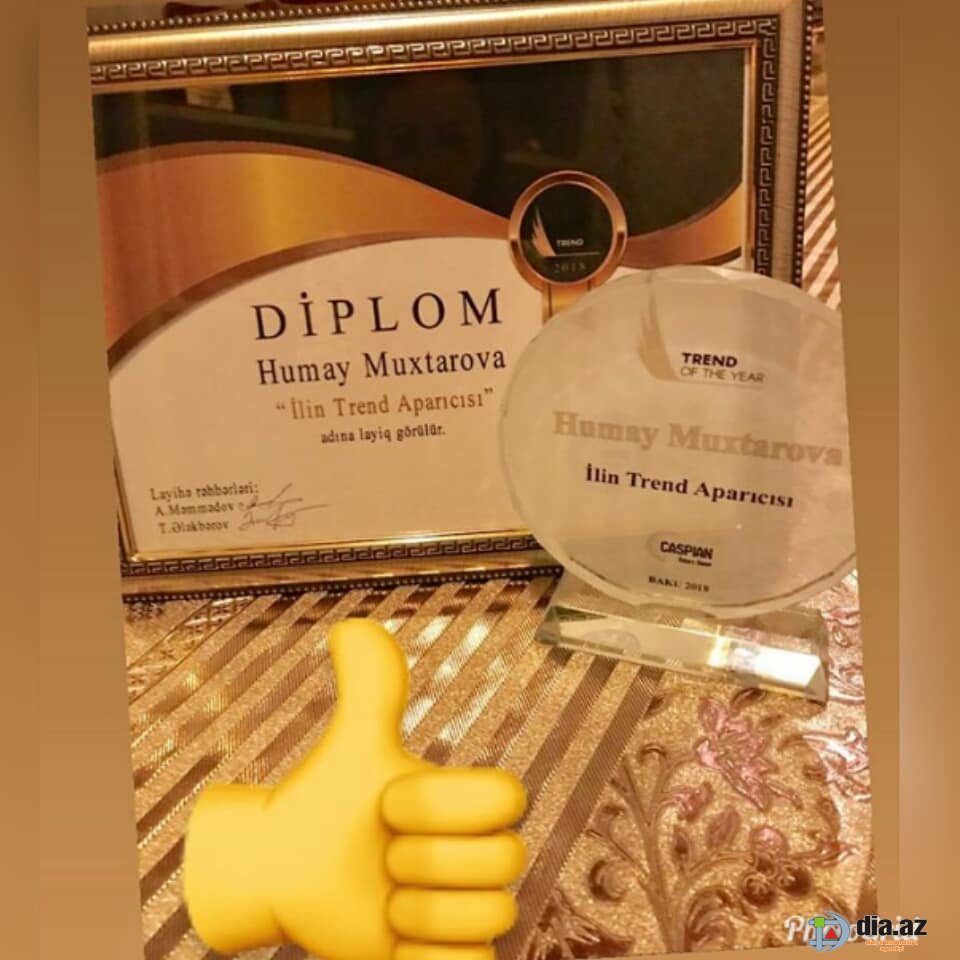 TREND
2018
DİPLOM
Humay Muxtarova
“İlin Trend Aparıcısı”
adına layiq görülür.
Layihə rəhbərləri:
A.Məmmədov
T.Ələkbərov
TREND
OF THE YEAR
Humay Muxtarova
İlin Trend Aparıcısı
CASPIAN
BAKU 2018
dia.az